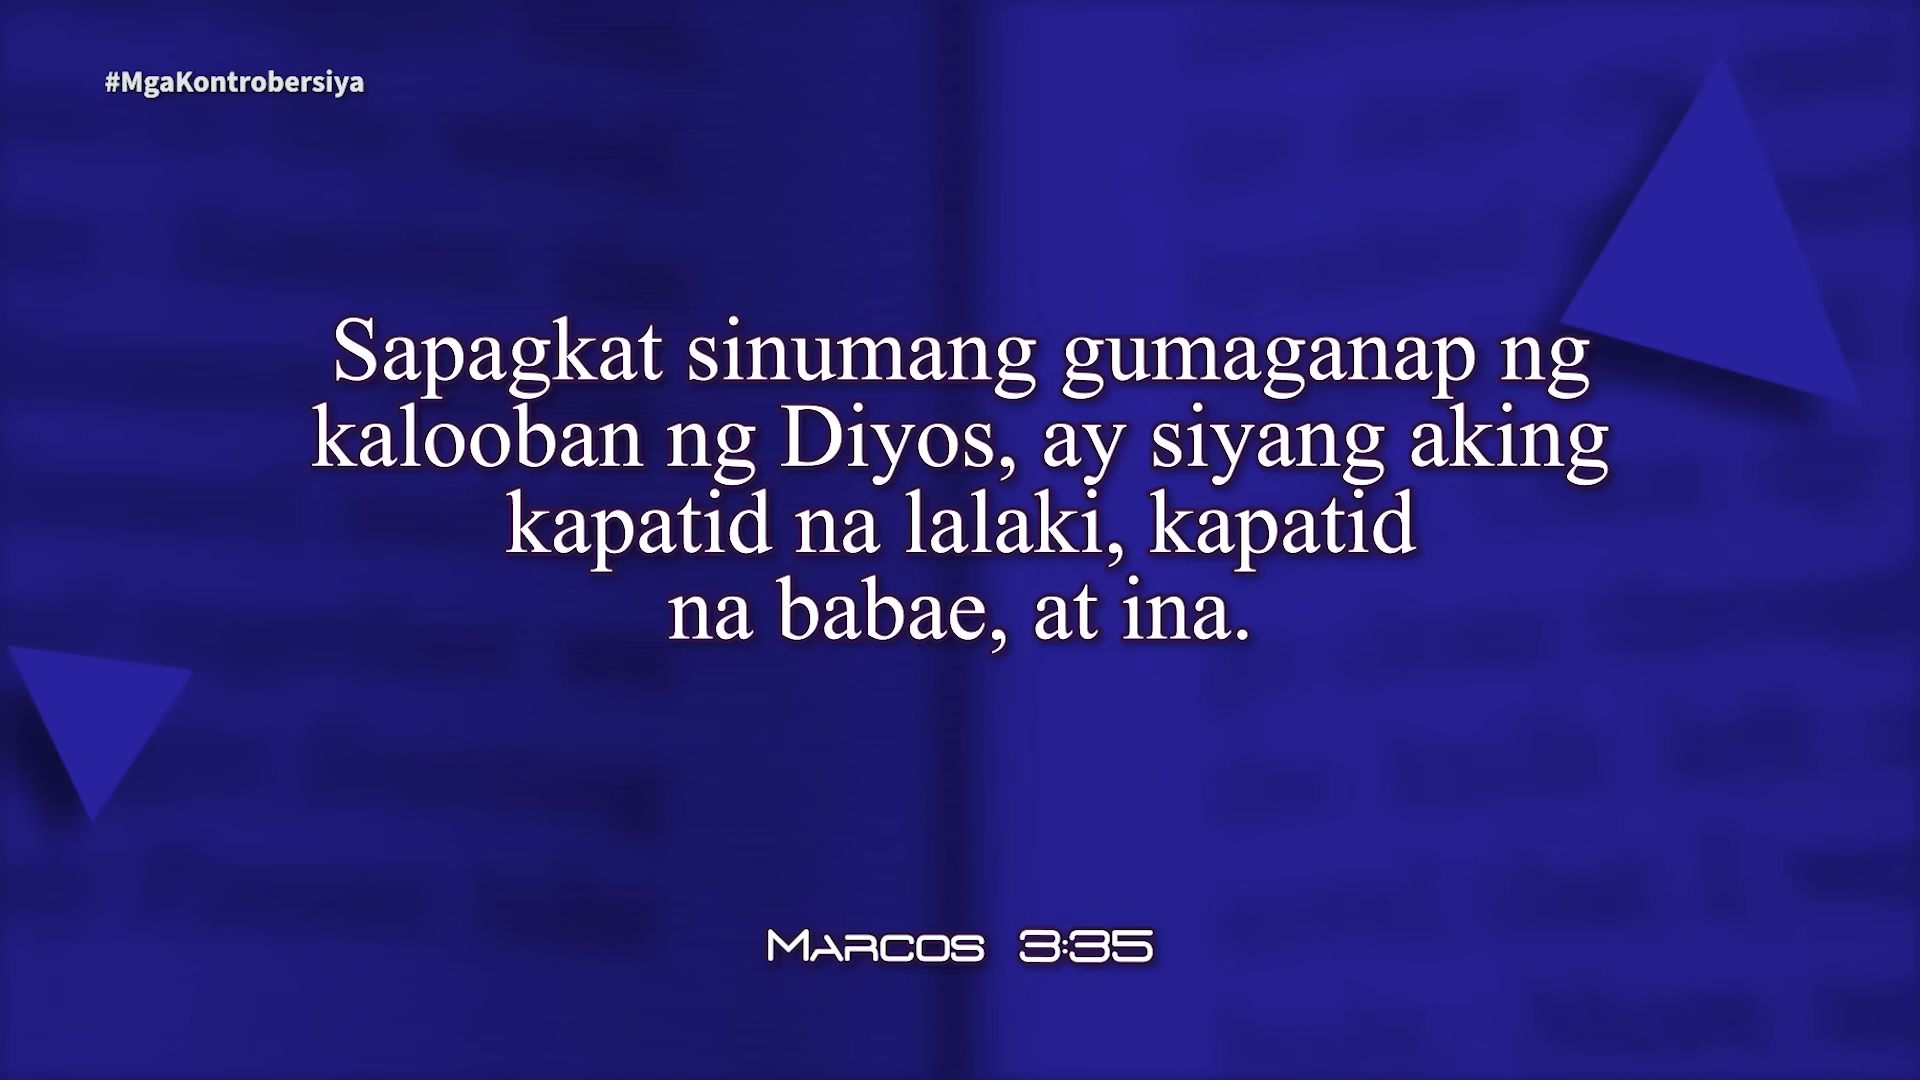 #MgaKontrobersiya
Sapagkat sinumang gumaganap ng
kalooban ng Diyos, ay siyang aking
kapatid na lalaki, kapatid
na babae, at ina.
Marcos 3:35